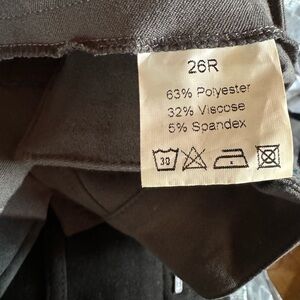 26R
63% Polyester
32% Viscose
5% Spandex
30